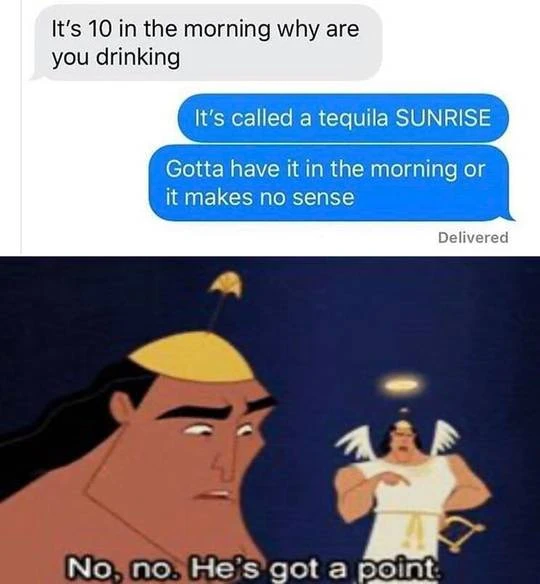 It's 10 in the morning why are
you drinking
It's called a tequila SUNRISE
Gotta have it in the morning or
it makes no sense
Delivered
No, no. He's got a point.